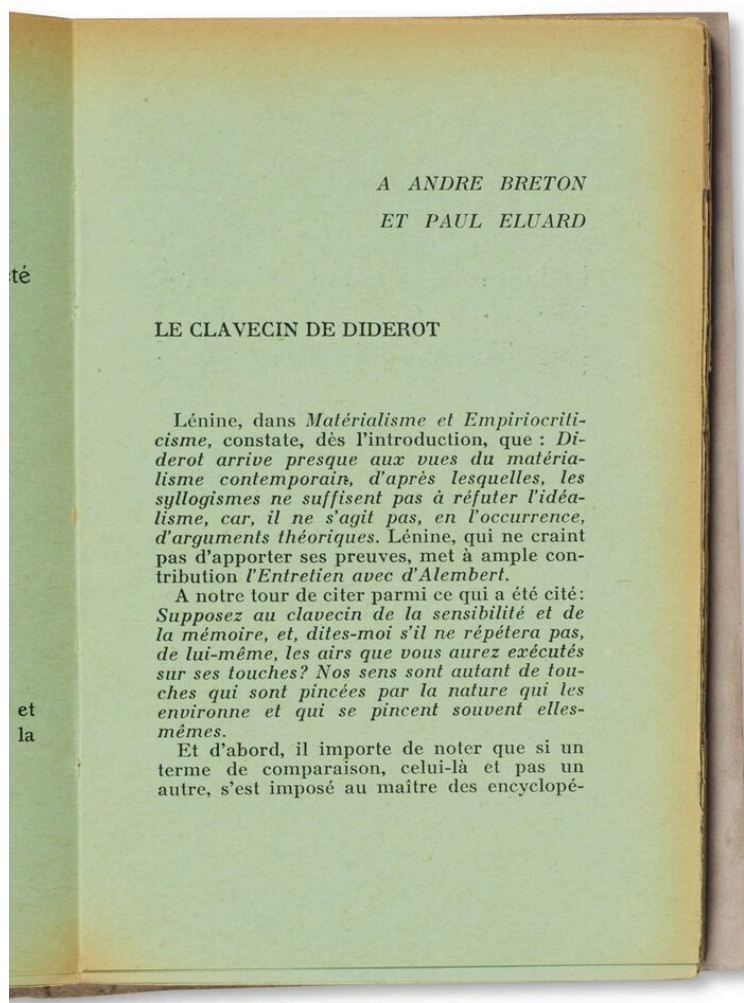 té
et
la
A ANDRE BRETON
ET PAUL ELUARD
LE CLAVECIN DE DIDEROT
Lénine, dans Matérialisme et Empiriocriti-
cisme, constate, dès l'introduction, que : Di-
derot arrive presque aux vues du matéria-
lisme contemporain, d'après lesquelles, les
syllogismes ne suffisent pas à réfuter l'idéa-
lisme, car, il ne s'agit pas, en l'occurrence,
d'arguments théoriques. Lénine, qui ne craint
pas d'apporter ses preuves, met à ample con-
tribution l'Entretien avec d'Alembert.
A notre tour de citer parmi ce qui a été cité:
Supposez au clavecin de la sensibilité et de
la mémoire, et, dites-moi s'il ne répétera pas,
de lui-même, les airs que vous aurez exécutés
sur ses touches? Nos sens sont autant de tou-
ches qui sont pincées par la nature qui les
environne et qui se pincent souvent elles-
mêmes.
Et d'abord, il importe de noter que si un
terme de comparaison, celui-là et pas un
autre, s'est imposé au maître des encyclopé-